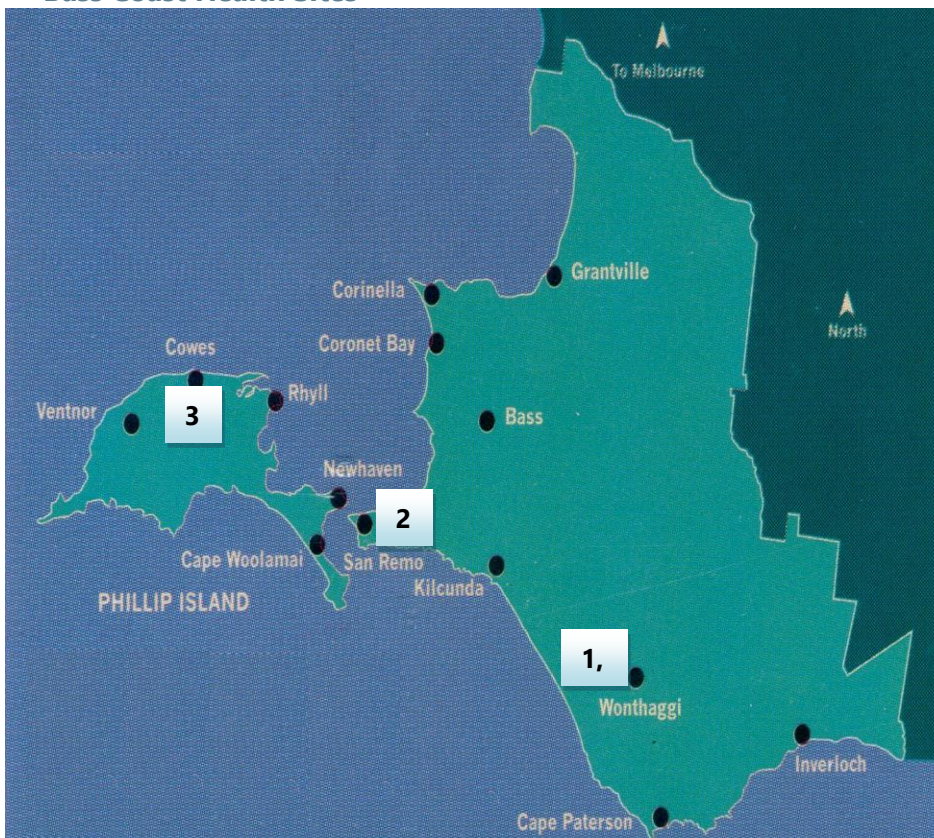 Bass Coast Health Sites
To Melbourne
Grantville
Corinella
North
Coronet Bay
Cowes
Rhyll
3
Ventnor
Bass
Newhaven
2
Cape Woolamai
San Remo
Kilcunda
PHILLIP ISLAND
1,
Wonthaggi
Inverloch
Cape Paterson